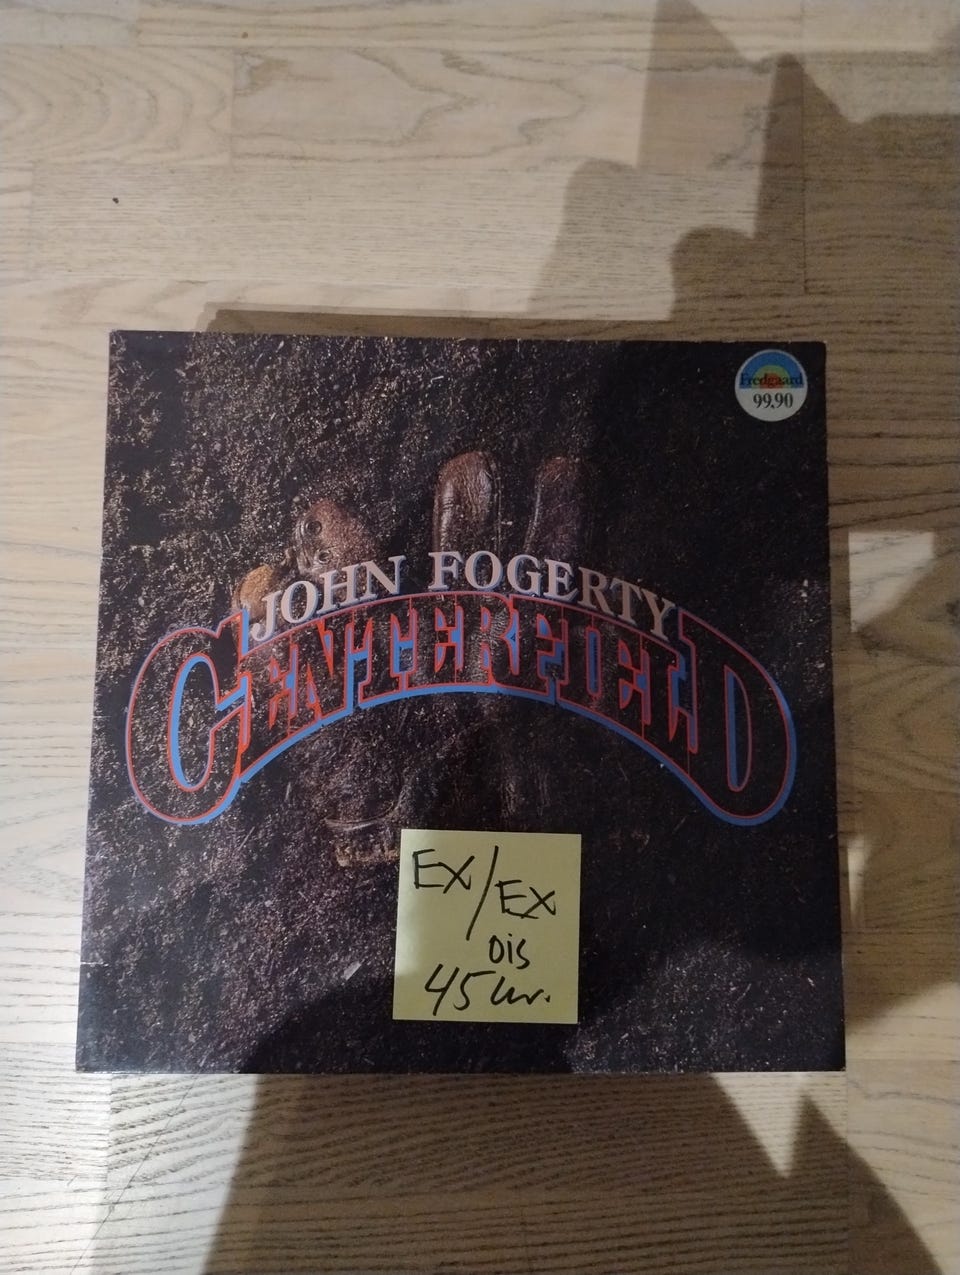 Fredgaard
99,90
JOHN FOGERTY
CENTERFIELD
EX/EX
OIS
45 kr.